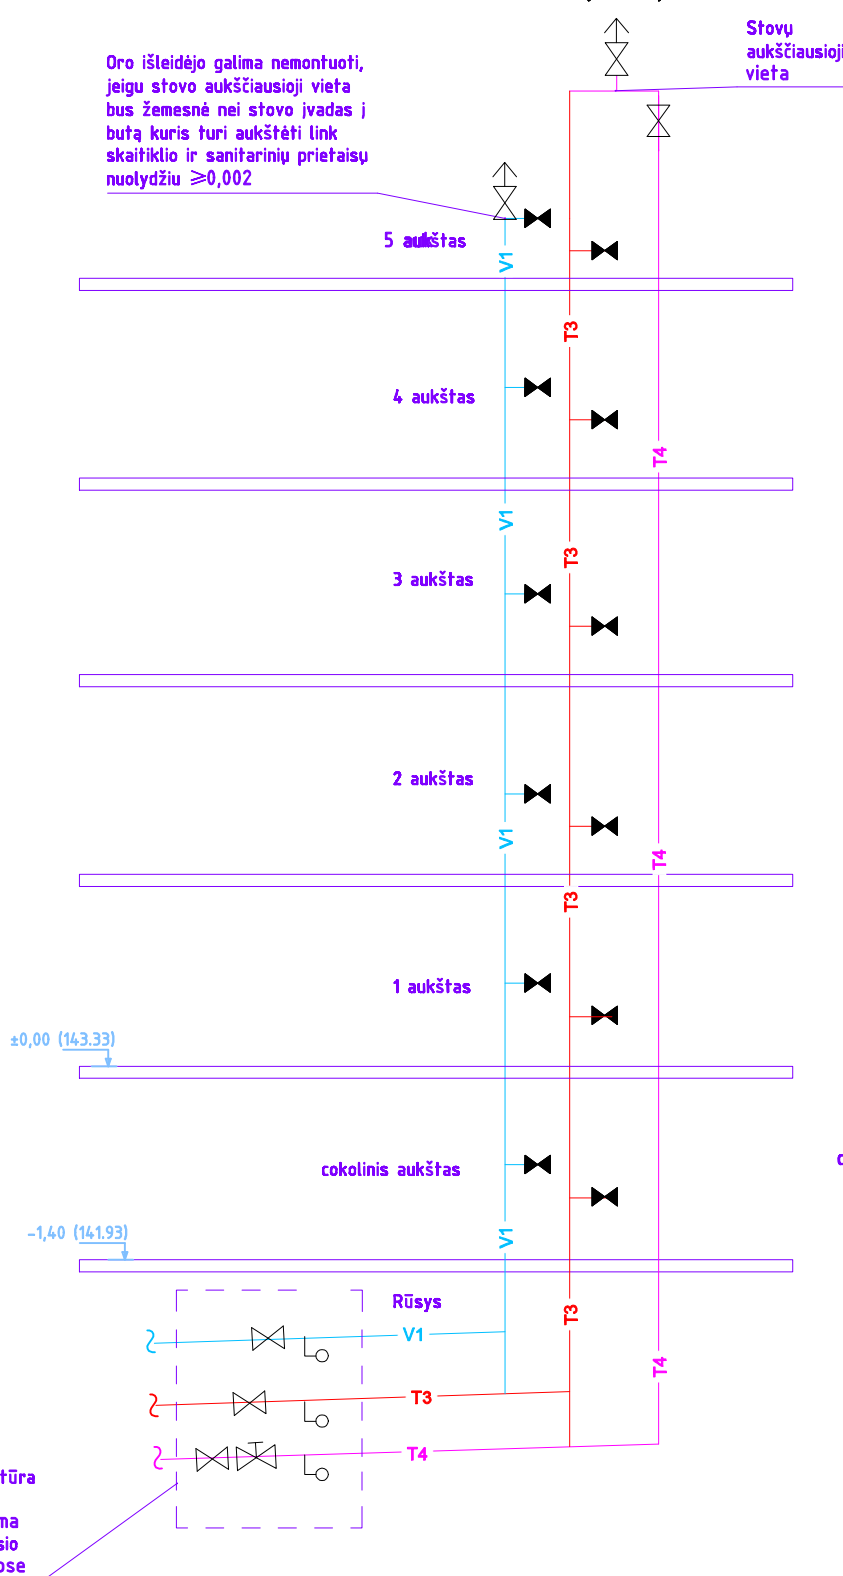 Stovų
aukščiausioji
vieta
Oro išleidėjo galima nemontuoti,
jeigu stovo aukščiausioji vieta
bus žemesnė nei stovo įvadas į
butą kuris turi aukštėti link
skaitiklio ir sanitarinių prietaisų
nuolydžiu ≥0,002
5 aukštas
V1
T3
4 aukštas
T4
V1
T3
3 aukštas
2 aukštas
V1
T4
T3
1 aukštas
±0,00 (143.33)
cokolinis aukštas
-1,40 (141.93)
V1
Rūsys
T3
V1
T4
T3
T4
tūra
ma
sio
ose